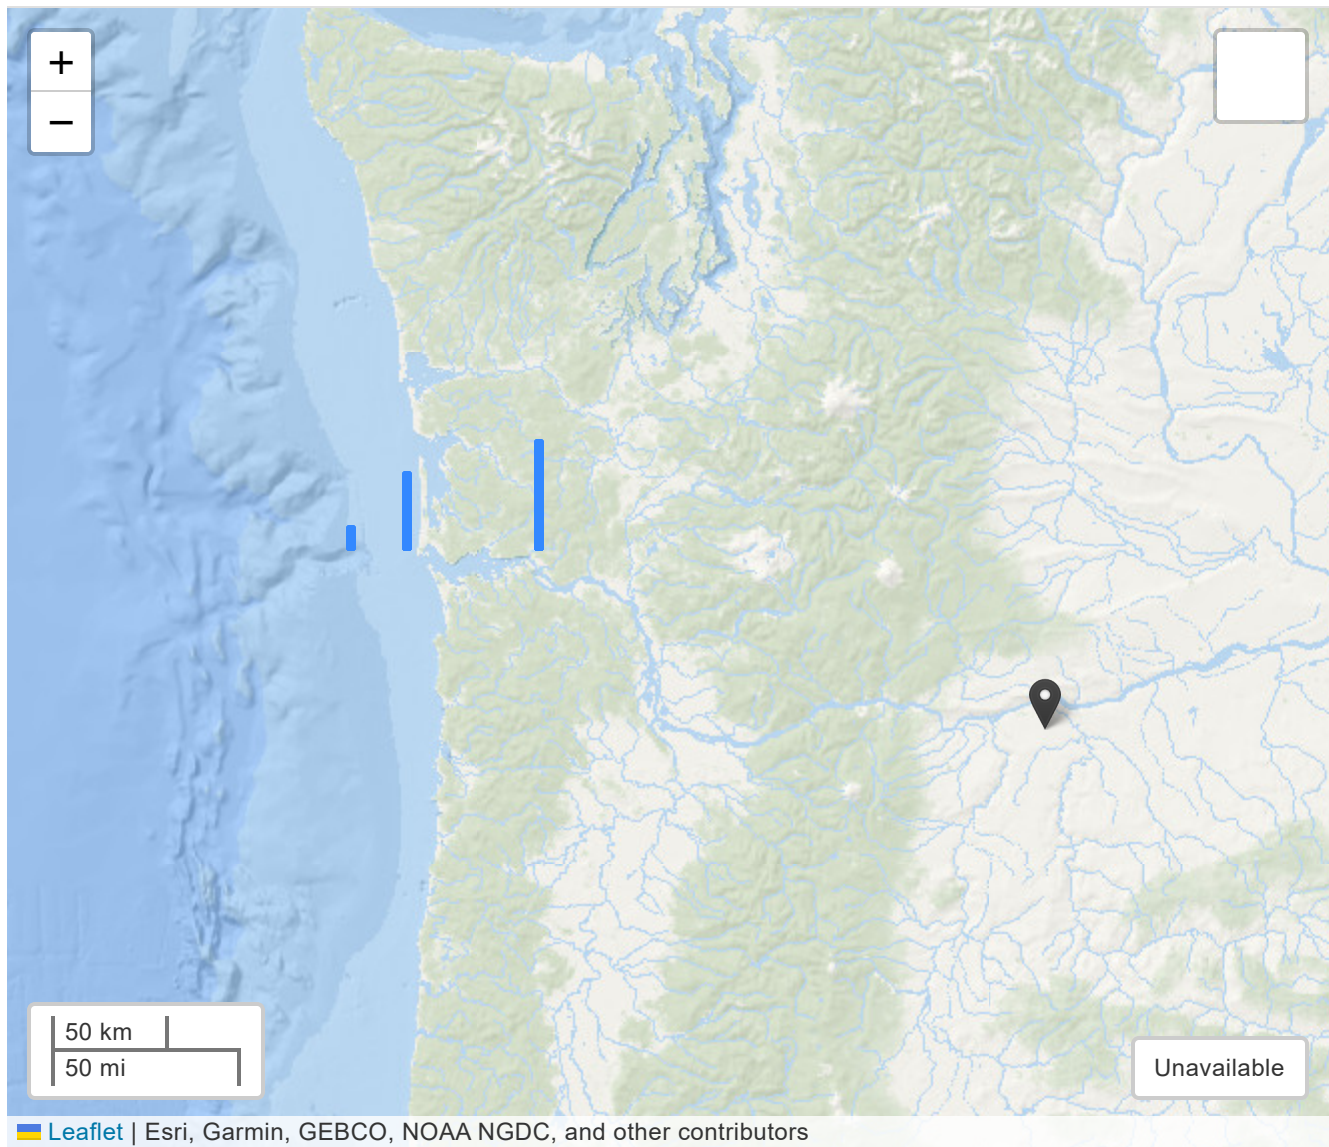 +
−
50 km
50 mi
Unavailable
Leaflet | Esri, Garmin, GEBCO, NOAA NGDC, and other contributors